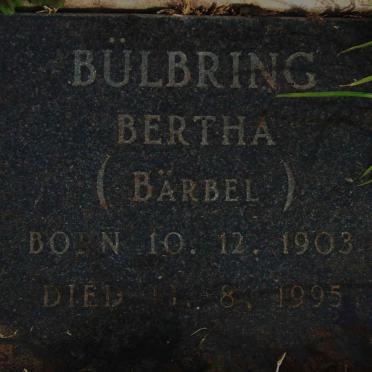 BÜLBRING
BERTHA
(BÄRBEL)
BORN 10. 12. 1903
DIED 8. 1995